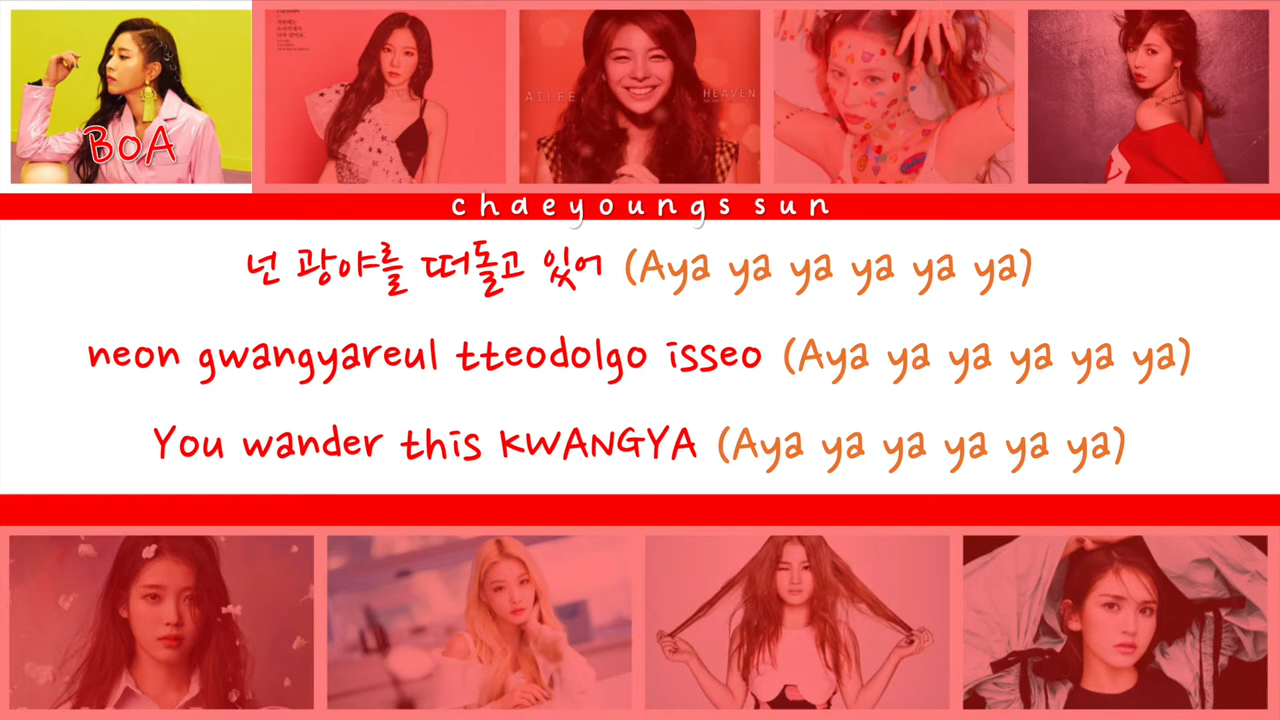 BoA
AILEE
HEAVEN
chaeyoungs sun
넌 광야를 떠돌고 있어 (Aya ya ya ya ya ya)
neon gwangyareul tteodolgo isseo (Aya ya ya ya ya ya)
You wander this KWANGYA (Aya ya ya ya ya ya)